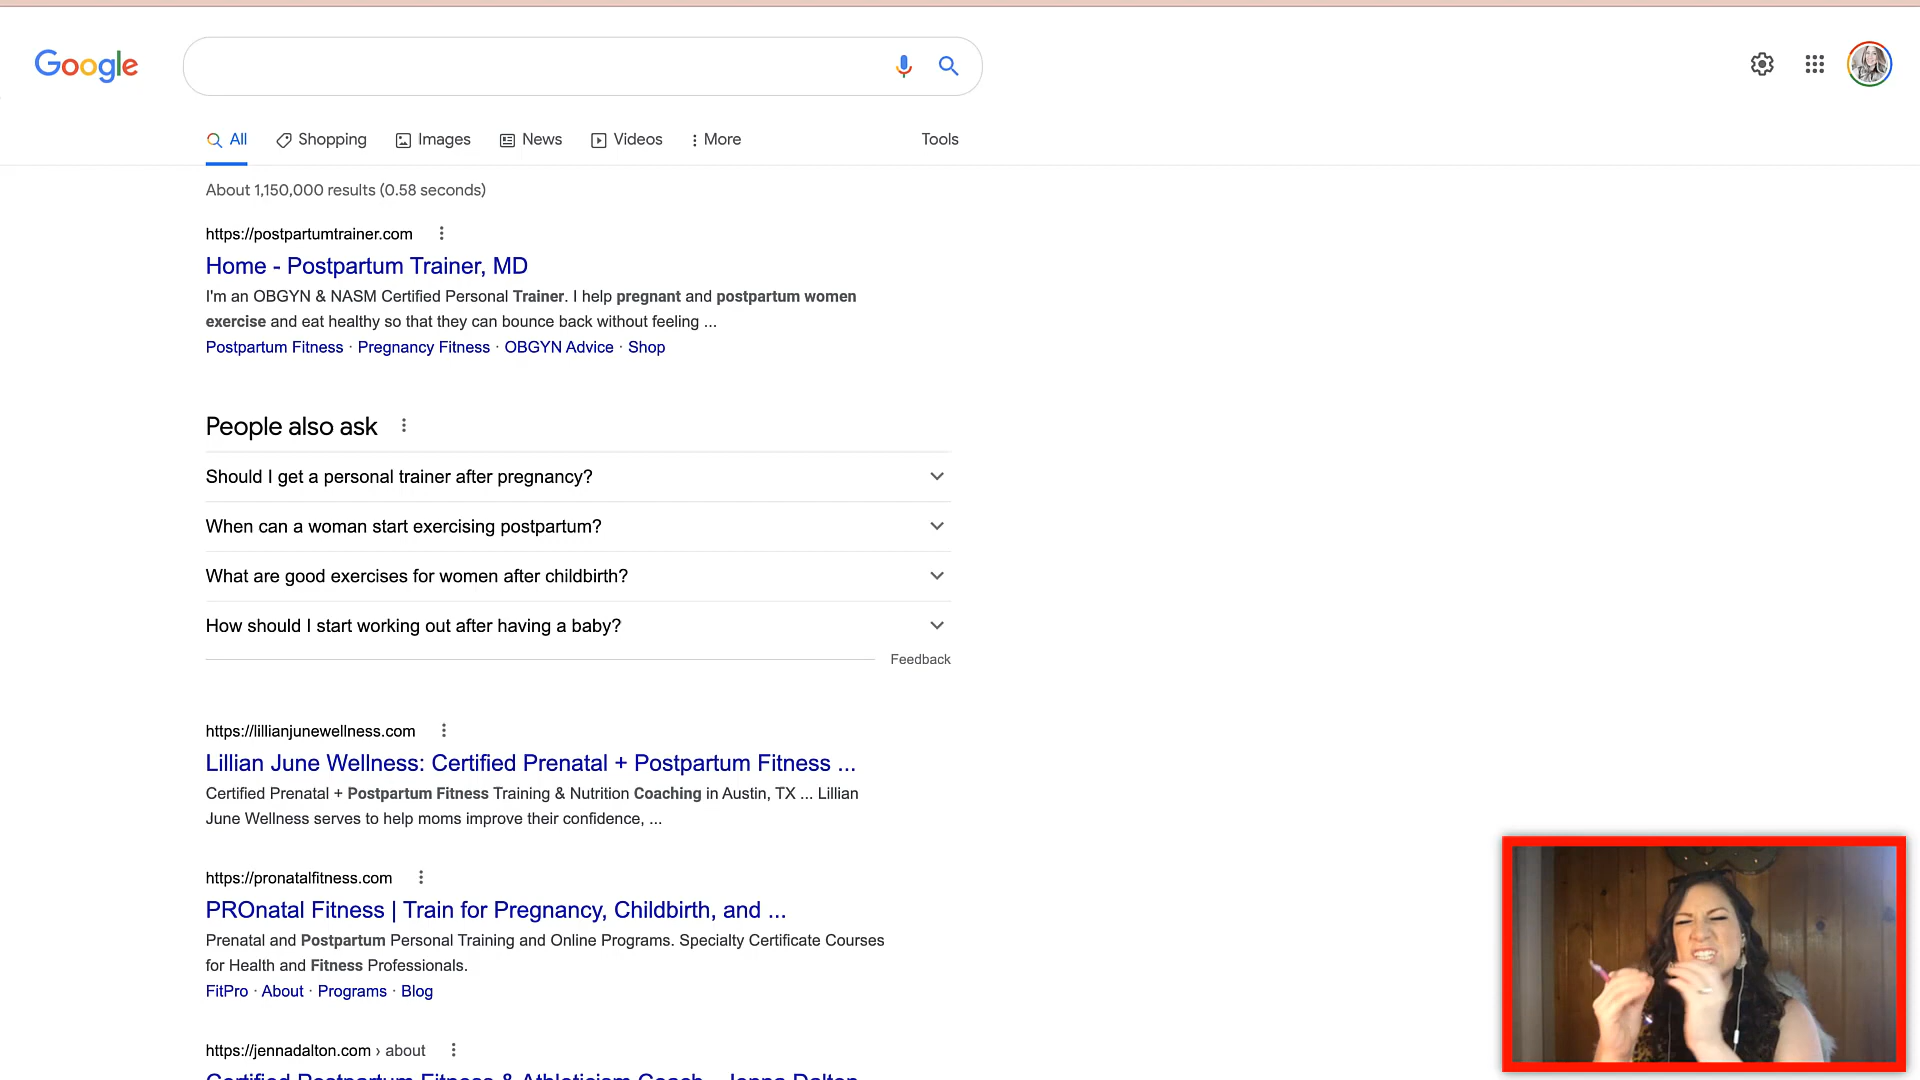 Google
All
Shopping
Images
News
Videos
More
Tools
About 1,150,000 results (0.58 seconds)
https://postpartumtrainer.com
Home - Postpartum Trainer, MD
I'm an OBGYN & NASM Certified Personal Trainer. I help pregnant and postpartum women
exercise and eat healthy so that they can bounce back without feeling ...
Postpartum Fitness · Pregnancy Fitness · OBGYN Advice · Shop
People also ask
Should I get a personal trainer after pregnancy?
When can a woman start exercising postpartum?
What are good exercises for women after childbirth?
How should I start working out after having a baby?
Feedback
https://lillianjunewellness.com
Lillian June Wellness: Certified Prenatal + Postpartum Fitness ...
Certified Prenatal + Postpartum Fitness Training & Nutrition Coaching in Austin, TX ... Lillian
June Wellness serves to help moms improve their confidence, ...
https://pronatalfitness.com
PROnatal Fitness | Train for Pregnancy, Childbirth, and ...
Prenatal and Postpartum Personal Training and Online Programs. Specialty Certificate Courses
for Health and Fitness Professionals.
FitPro · About · Programs · Blog
https://jennadalton.com › about
Certified Postpartum Fitness & Athleticism Coach - Jenna Dalton